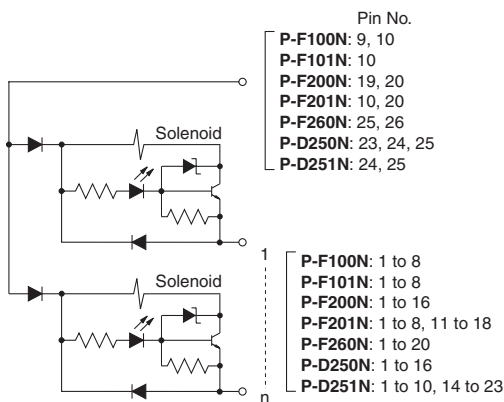 Pin No.
P-F100N: 9, 10
P-F101N: 10
P-F200N: 19, 20
P-F201N: 10, 20
P-F260N: 25, 26
P-D250N: 23, 24, 25
P-D251N: 24, 25
Solenoid
1
Solenoid
P-F100N: 1 to 8
P-F101N: 1 to 8
P-F200N: 1 to 16
P-F201N: 1 to 8, 11 to 18
P-F260N: 1 to 20
P-D250N: 1 to 16
P-D251N: 1 to 10, 14 to 23
n